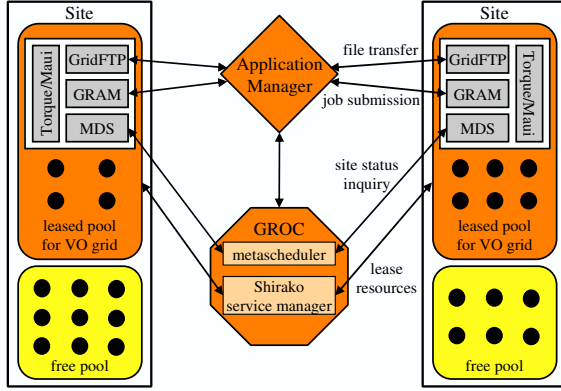 Site
Torque/Maui
GridFTP
GRAM
MDS
leased pool
for VO grid
free pool
Application
Manager
file transfer
job submission
site status
inquiry
GROC
metascheduler
Shirako
service manager
lease
resources
Site
GridFTP
GRAM
MDS
Torque/Maui
leased pool
for VO grid
free pool